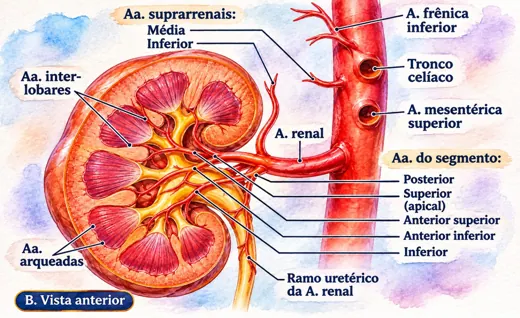 Aa. suprarrenais:
Média
Inferior
A. frênica
inferior
Tronco
celíaco
A. mesentérica
superior
Aa. inter-
lobares
A. renal
Aa. do segmento:
Posterior
Superior
(apical)
Anterior superior
Anterior inferior
Inferior
Aa.
arqueadas
Ramo uretérico
da A. renal
B. Vista anterior